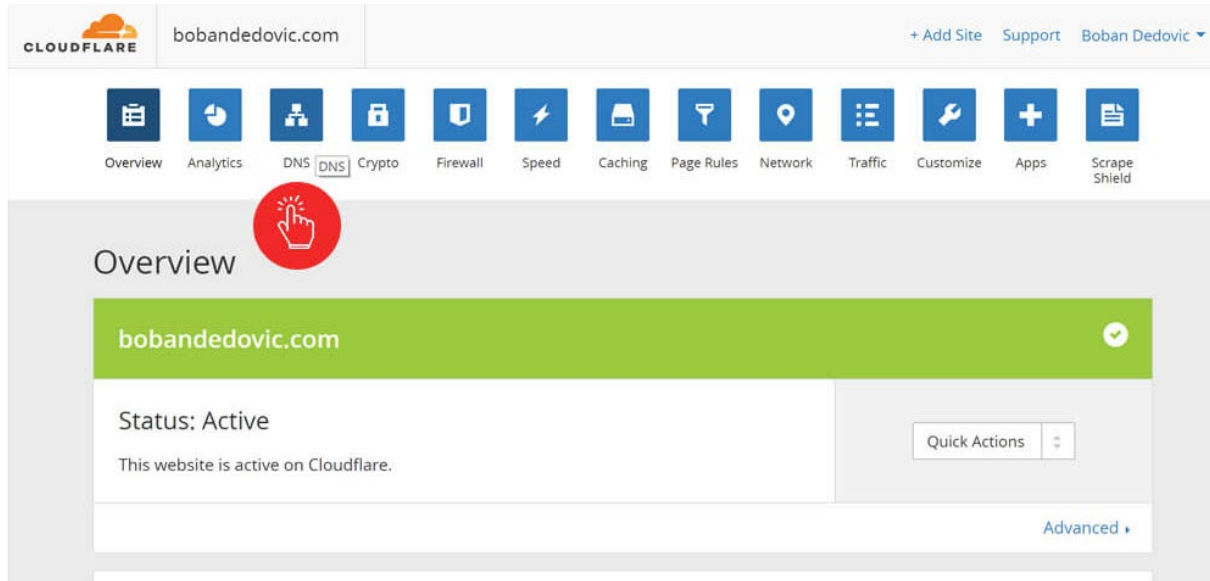 CLOUDFLARE
bobandedovic.com
+ Add Site Support Boban Dedovic
Overview Analytics DNS DNS Crypto Firewall Speed Caching Page Rules Network Traffic Customize Apps Scrape Shield
Overview
bobandedovic.com
Status: Active
This website is active on Cloudflare.
Quick Actions
Advanced